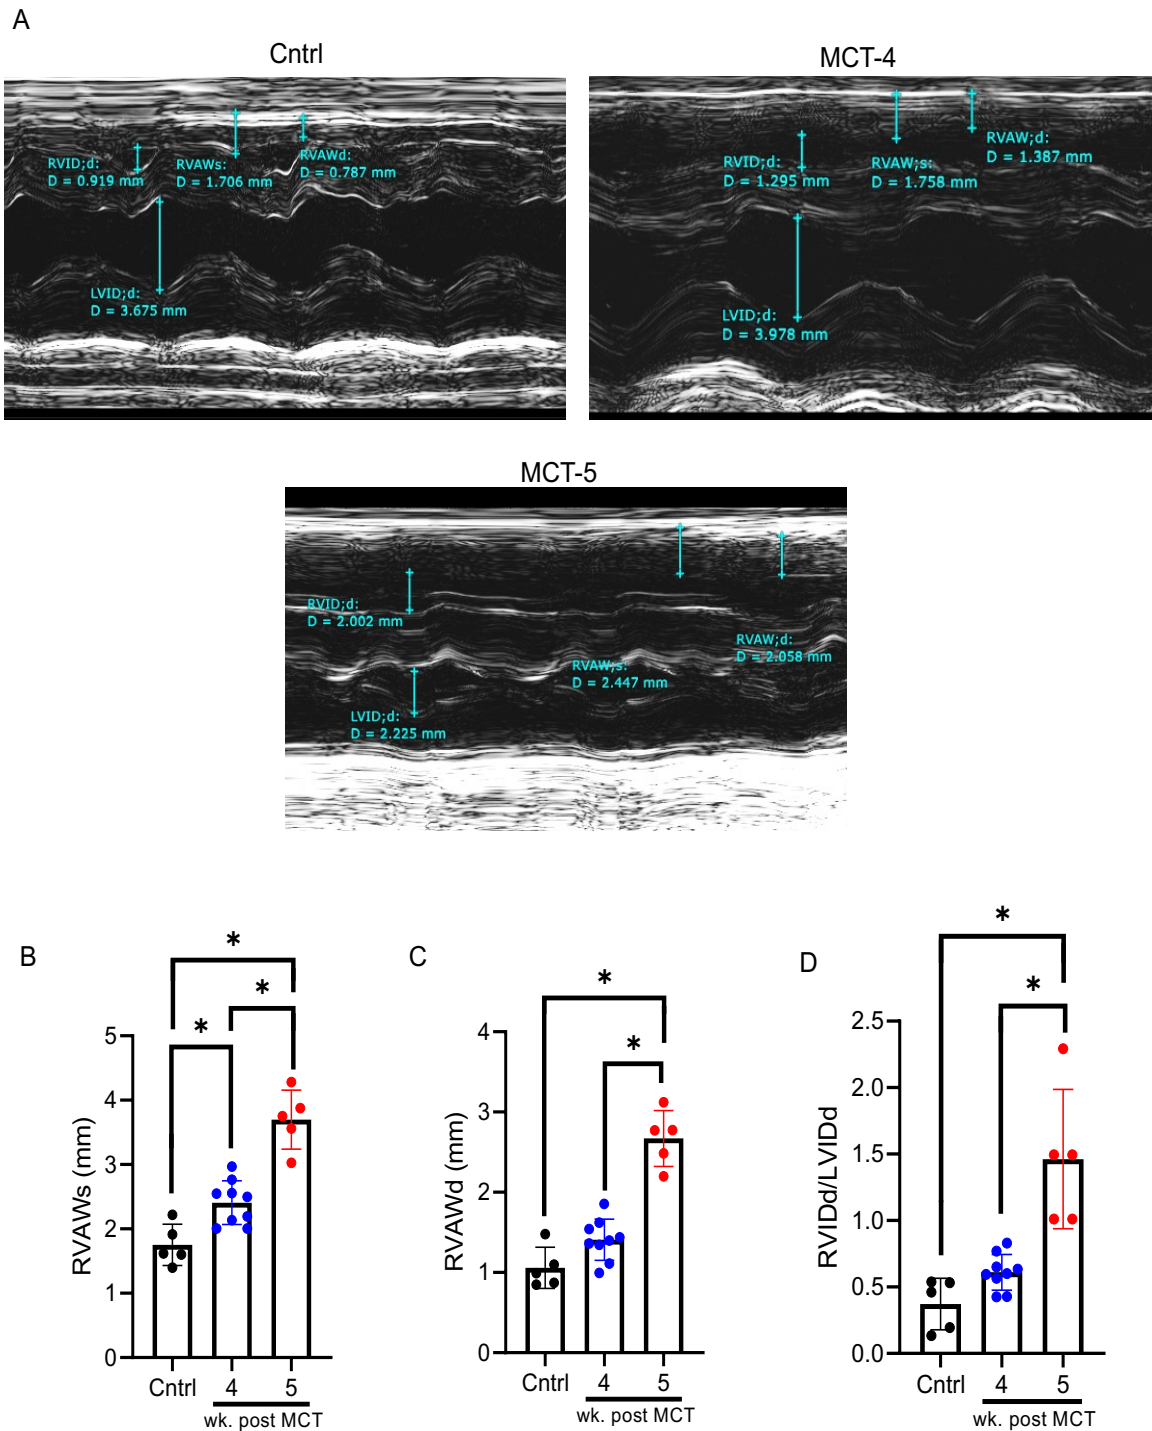 A
Cntrl
MCT-4
RVID;d:
D = 0.919 mm
RVAWs:
D = 1.706 mm
RVAWd:
D = 0.787 mm
LVID;d:
D = 3.675 mm
RVID;d:
D = 1.295 mm
RVAW;s:
D = 1.758 mm
RVAW;d:
D = 1.387 mm
LVID;d:
D = 3.978 mm
MCT-5
RVID;d:
D = 2.002 mm
RVAW;s:
D = 2.447 mm
RVAW;d:
D = 2.058 mm
LVID;d:
D = 2.225 mm
B
*
*
*
RVAWs (mm)
5
4
3
2
1
0
Cntrl
4
5
wk. post MCT
C
*
*
RVAWd (mm)
4
3
2
1
0
Cntrl
4
5
wk. post MCT
D
*
*
RVIDd/LVIDd
2.5
2.0
1.5
1.0
0.5
0.0
Cntrl
4
5
wk. post MCT